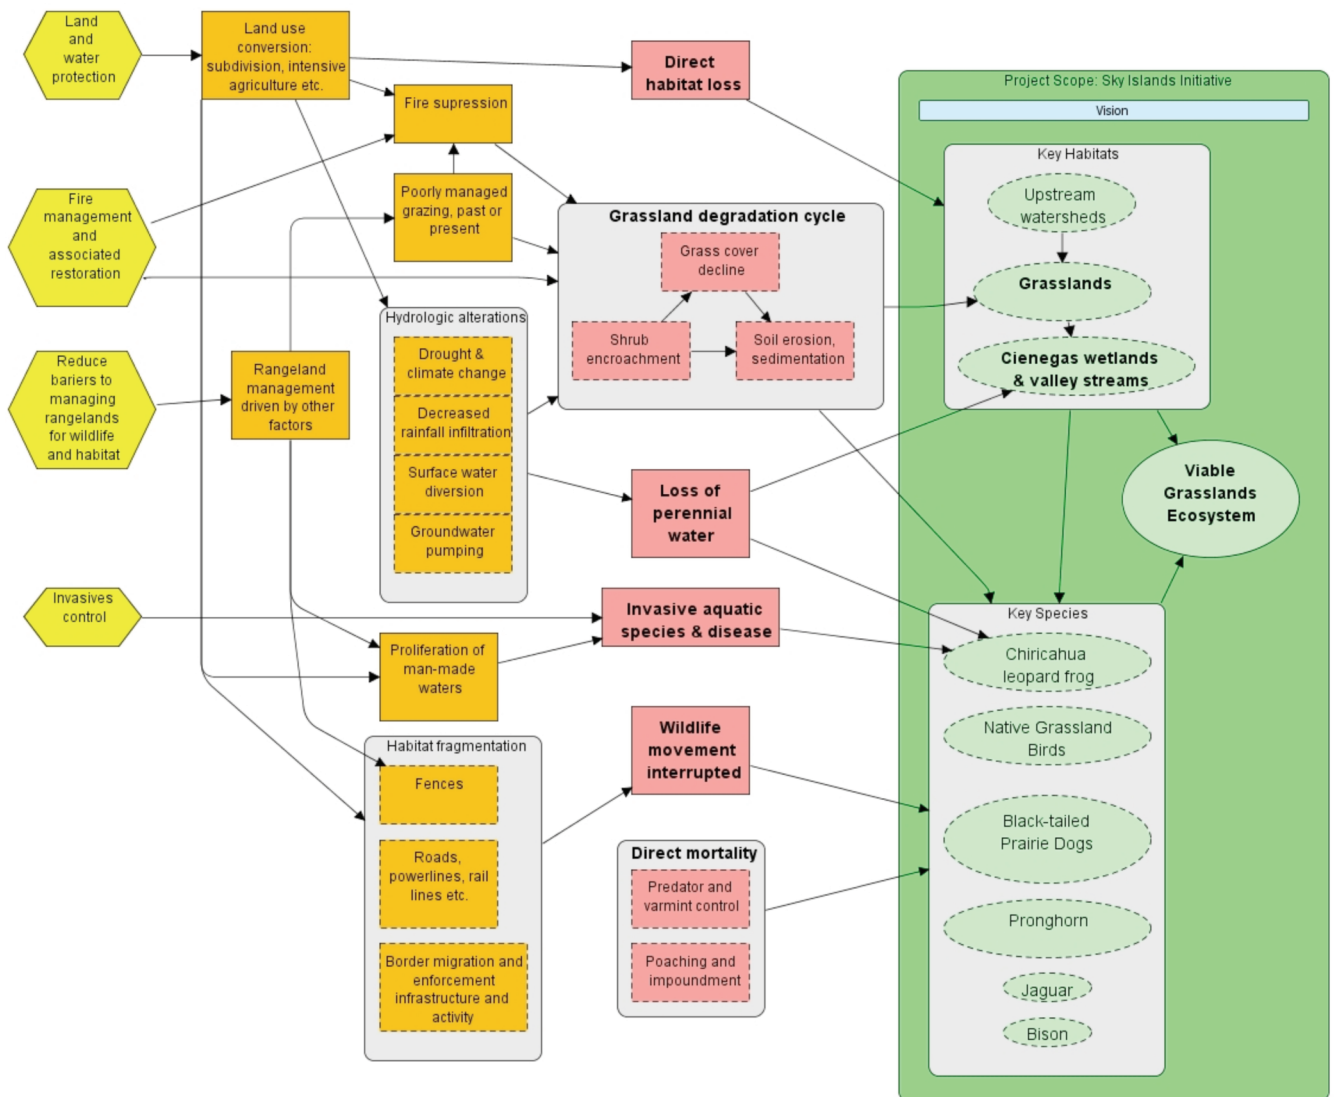 Land
and
water
protection
Land use
conversion:
subdivision, intensive
agriculture etc.
Direct
habitat loss
Project Scope: Sky Islands Initiative
Vision
Fire supression
Key Habitats
Upstream
watersheds
Grasslands
Cienegas wetlands
& valley streams
Fire
management
and
associated
restoration
Poorly managed
grazing, past or
present
Grassland degradation cycle
Grass cover
decline
Shrub
encroachment
Soil erosion,
sedimentation
Hydrologic alterations
Drought &
climate change
Decreased
rainfall infiltration
Surface water
diversion
Groundwater
pumping
Reduce
bariers to
managing
rangelands
for wildlife
and habitat
Rangeland
management
driven by other
factors
Loss of
perennial
water
Viable
Grasslands
Ecosystem
Invasives
control
Invasive aquatic
species & disease
Proliferation of
man-made
waters
Key Species
Chiricahua
leopard frog
Native Grassland
Birds
Black-tailed
Prairie Dogs
Pronghorn
Jaguar
Bison
Habitat fragmentation
Fences
Roads,
powerlines, rail
lines etc.
Border migration and
enforcement
infrastructure and
activity
Wildlife
movement
interrupted
Direct mortality
Predator and
varmint control
Poaching and
impoundment